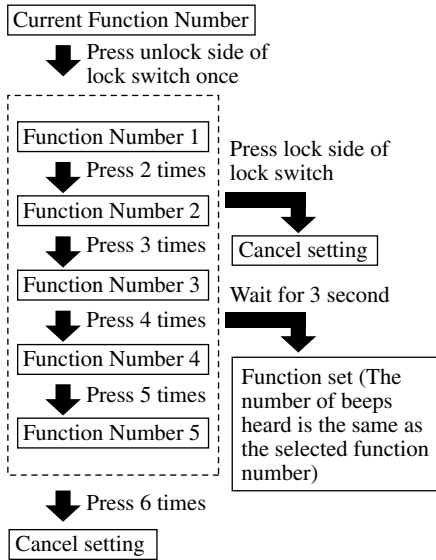 Current Function Number
Press unlock side of
lock switch once
Function Number 1
Press 2 times
Function Number 2
Press 3 times
Function Number 3
Press 4 times
Function Number 4
Press 5 times
Function Number 5
Press 6 times
Cancel setting
Press lock side of
lock switch
Cancel setting
Wait for 3 second
Function set (The
number of beeps
heard is the same as
the selected function
number)